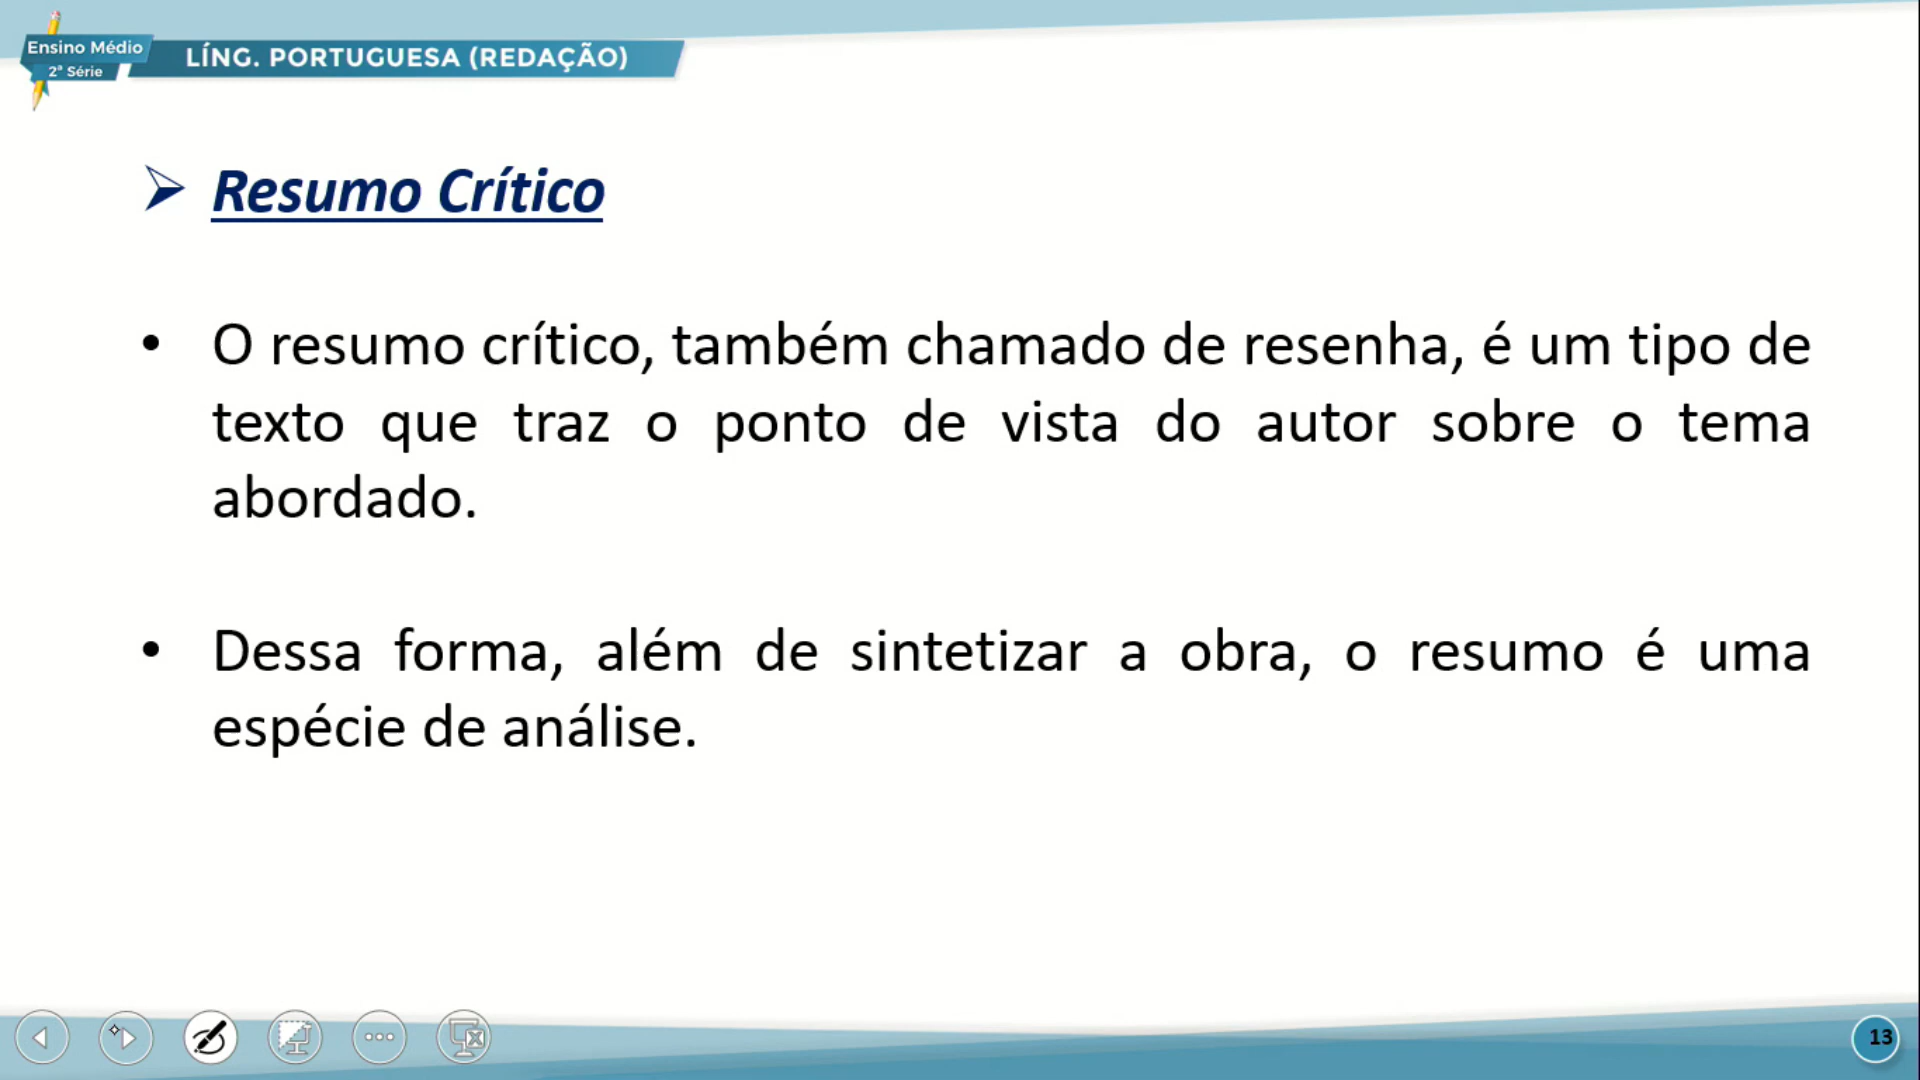 Ensino Médio
2ª Série
LÍNG. PORTUGUESA (REDAÇÃO)
Resumo Crítico
• O resumo crítico, também chamado de resenha, é um tipo de
texto que traz o ponto de vista do autor sobre o tema
abordado.
• Dessa forma, além de sintetizar a obra, o resumo é uma
espécie de análise.
13